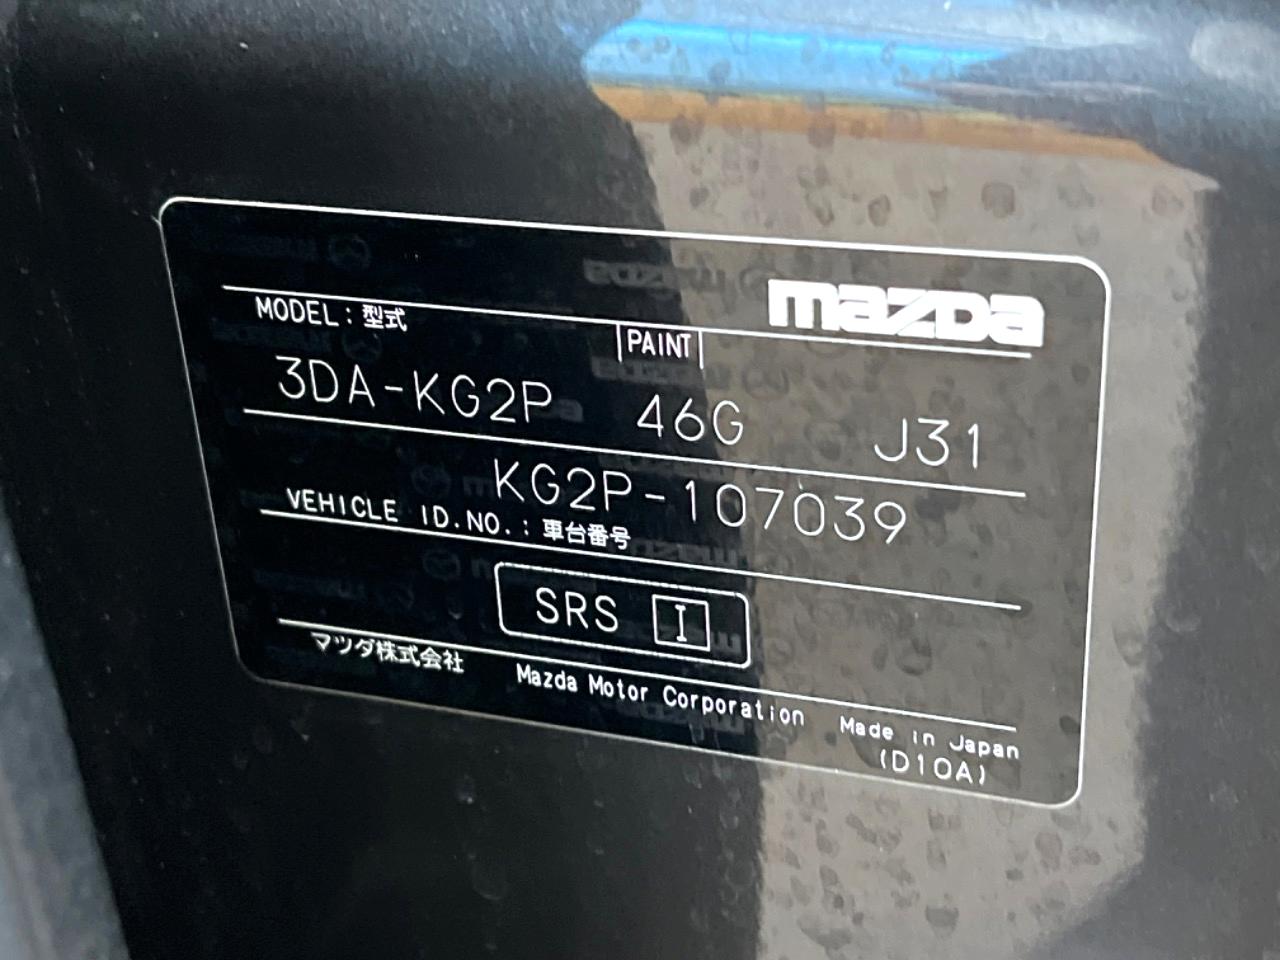 mazda
MODEL: 型式 PAINT
3DA-KG2P 46G J31
KG2P-107039
VEHICLE ID.NO.: 車台番号
SRS I
マツダ株式会社 Mazda Motor Corporation Made in Japan
(D10A)